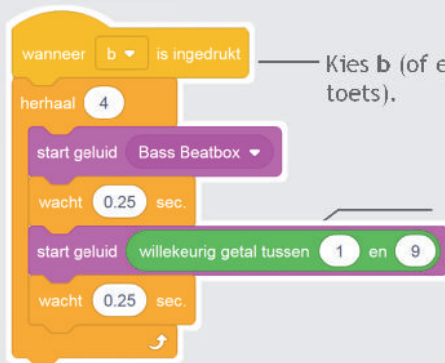 wanneer b is ingedrukt
Kies b (of e
toets).
herhaal 4
start geluid Bass Beatbox
wacht 0.25 sec.
start geluid willekeurig getal tussen 1 en 9
wacht 0.25 sec.